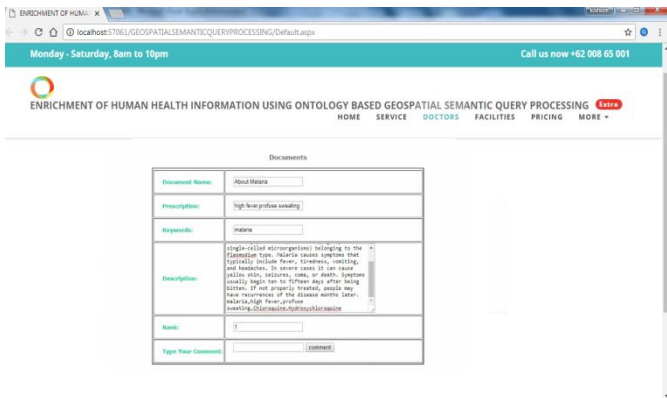 ENRICHMENT OF HUMA
localhost:57061/GEOSPATIALSEMANTICQUERYPROCESSING/Default.aspx
Monday - Saturday, 8am to 10pm
Call us now +62 008 65 001
ENRICHMENT OF HUMAN HEALTH INFORMATION USING ONTOLOGY BASED GEOSPATIAL SEMANTIC QUERY PROCESSING Extra
HOME SERVICE DOCTORS FACILITIES PRICING MORE
Documents
Document Name: About Malaria
Prescription: high fever profuse sweating
Keywords: malaria
Description:
single-celled microorganisms) belonging to the
Plasmodium type. Malaria causes symptoms that
typically include fever, tiredness, vomiting,
and headaches. In severe cases it can cause
yellow skin, seizures, coma, or death. Symptoms
usually begin ten to fifteen days after being
bitten. If not properly treated, people may
have recurrences of the disease months later.
malaria,high fever,profuse
sweating,Chloroquine,Hydroxychloroquine
Rank: 1
Type Your Comment: comment